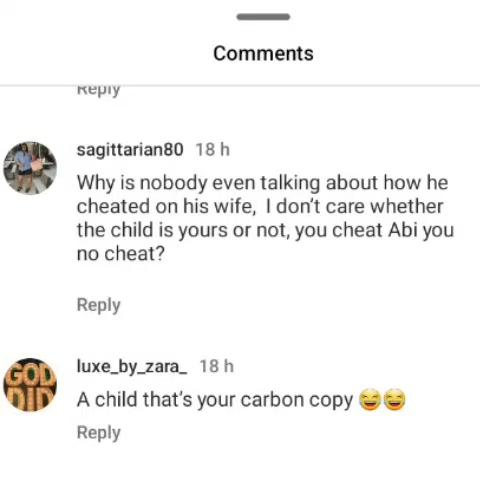 Comments
Reply
sagittarian80 18 h
Why is nobody even talking about how he
cheated on his wife, I don't care whether
the child is yours or not, you cheat Abi you
no cheat?
Reply
GOD
DID
luxe_by_zara_ 18 h
A child that's your carbon copy 😂😂
Reply